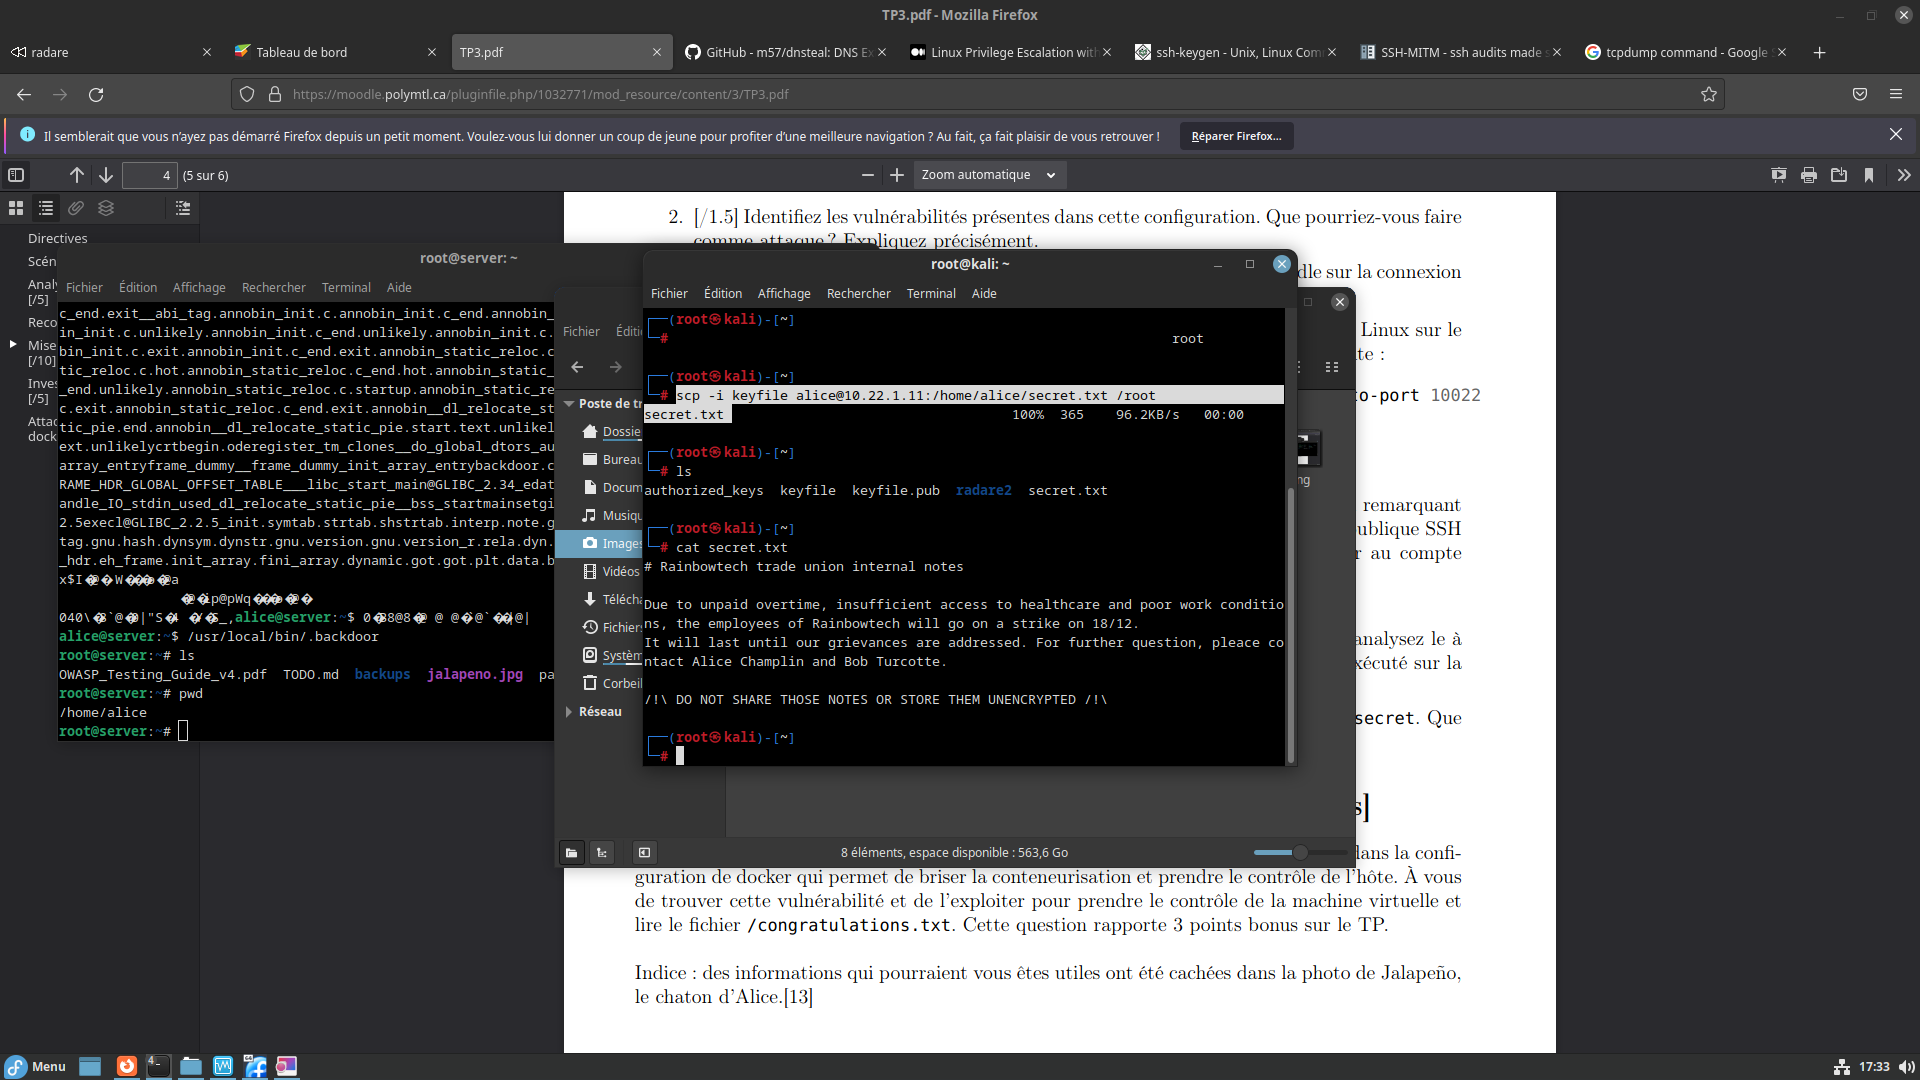 TP3.pdf - Mozilla Firefox
radare
Tableau de bord
TP3.pdf
GitHub - m57/dnsteal: DNS Ex
Linux Privilege Escalation with
ssh-keygen - Unix, Linux Com
SSH-MITM - ssh audits made s
tcpdump command - Google S
https://moodle.polymtl.ca/pluginfile.php/1032771/mod_resource/content/3/TP3.pdf
Il semblerait que vous n’ayez pas démarré Firefox depuis un petit moment. Voulez-vous lui donner un coup de jeune pour profiter d’une meilleure navigation ? Au fait, ça fait plaisir de vous retrouver !
Réparer Firefox…
4
(5 sur 6)
Zoom automatique
Directives
Scén
Analy
[/5]
Reco
Mise
[/10]
Inves
[/5]
Attac
dock
2. [/1.5] Identifiez les vulnérabilités présentes dans cette configuration. Que pourriez-vous faire
comme attaque ? Expliquez précisément.
dle sur la connexion
Linux sur le
te :
to-port 10022
remarquant
ublique SSH
r au compte
analysez le à
xécuté sur la
secret. Que
s]
dans la confi-
guration de docker qui permet de briser la conteneurisation et prendre le contrôle de l’hôte. À vous
de trouver cette vulnérabilité et de l’exploiter pour prendre le contrôle de la machine virtuelle et
lire le fichier /congratulations.txt. Cette question rapporte 3 points bonus sur le TP.
Indice : des informations qui pourraient vous êtes utiles ont été cachées dans la photo de Jalapeño,
le chaton d’Alice.[13]
root@server: ~
Fichier Édition Affichage Rechercher Terminal Aide
c_end.exit__abi_tag.annobin_init.c.annobin_init.c_end.annobin_
in_init.c.unlikely.annobin_init.c_end.unlikely.annobin_init.c.
bin_init.c.exit.annobin_init.c_end.exit.annobin_static_reloc.c
tic_reloc.c.hot.annobin_static_reloc.c_end.hot.annobin_static_
_end.unlikely.annobin_static_reloc.c.startup.annobin_static_re
c.exit.annobin_static_reloc.c_end.exit.annobin__dl_relocate_st
tic_pie.end.annobin__dl_relocate_static_pie.start.text.unlikel
ext.unlikelycrtbegin.oderegister_tm_clones__do_global_dtors_au
array_entryframe_dummy__frame_dummy_init_array_entrybackdoor.c
RAME_HDR_GLOBAL_OFFSET_TABLE___libc_start_main@GLIBC_2.34_edat
andle_IO_stdin_used_dl_relocate_static_pie__bss_startmainsetgi
2.5execl@GLIBC_2.2.5_init.symtab.strtab.shstrtab.interp.note.g
tag.gnu.hash.dynsym.dynstr.gnu.version.gnu.version_r.rela.dyn.
_hdr.eh_frame.init_array.fini_array.dynamic.got.got.plt.data.b
alice@server:~$
alice@server:~$ /usr/local/bin/.backdoor
root@server:~# ls
OWASP_Testing_Guide_v4.pdf TODO.md backups jalapeno.jpg pa
root@server:~# pwd
/home/alice
root@server:~#
Fichier Éditi
Poste de tr
Dossie
Bureau
Docum
Musiqu
Images
Vidéos
Télécha
Fichiers
Systèm
Corbeil
Réseau
ng
8 éléments, espace disponible : 563,6 Go
root@kali: ~
Fichier Édition Affichage Rechercher Terminal Aide
(root㉿kali)-[~]
# root
(root㉿kali)-[~]
# scp -i keyfile alice@10.22.1.11:/home/alice/secret.txt /root
secret.txt 100% 365 96.2KB/s 00:00
(root㉿kali)-[~]
# ls
authorized_keys keyfile keyfile.pub radare2 secret.txt
(root㉿kali)-[~]
# cat secret.txt
# Rainbowtech trade union internal notes
Due to unpaid overtime, insufficient access to healthcare and poor work conditio
ns, the employees of Rainbowtech will go on a strike on 18/12.
It will last until our grievances are addressed. For further question, pleace co
ntact Alice Champlin and Bob Turcotte.
/!\ DO NOT SHARE THOSE NOTES OR STORE THEM UNENCRYPTED /!\
(root㉿kali)-[~]
#
Menu
4
64
17:33